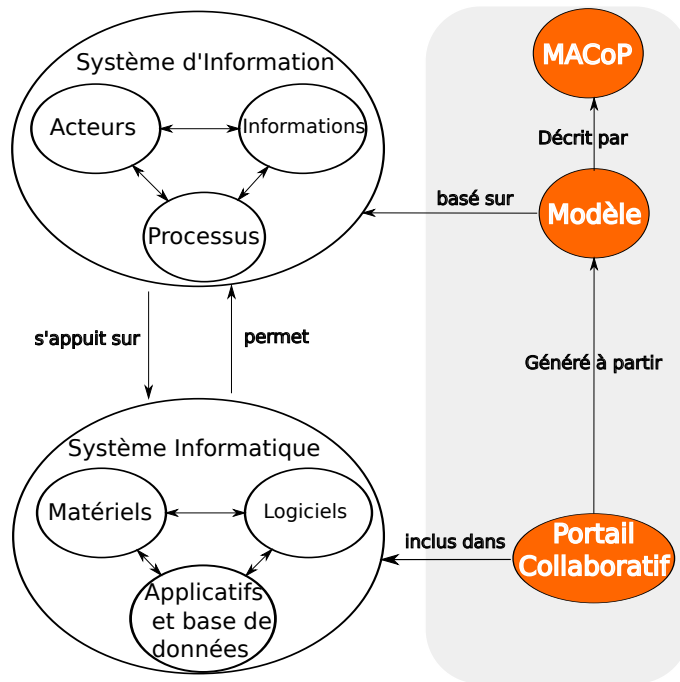 Système d'Information
Acteurs
Informations
Processus
MACoP
Décrit par
basé sur
Modèle
s'appuit sur
permet
Généré à partir
Système Informatique
Matériels
Logiciels
Applicatifs
et base de
données
inclus dans
Portail
Collaboratif